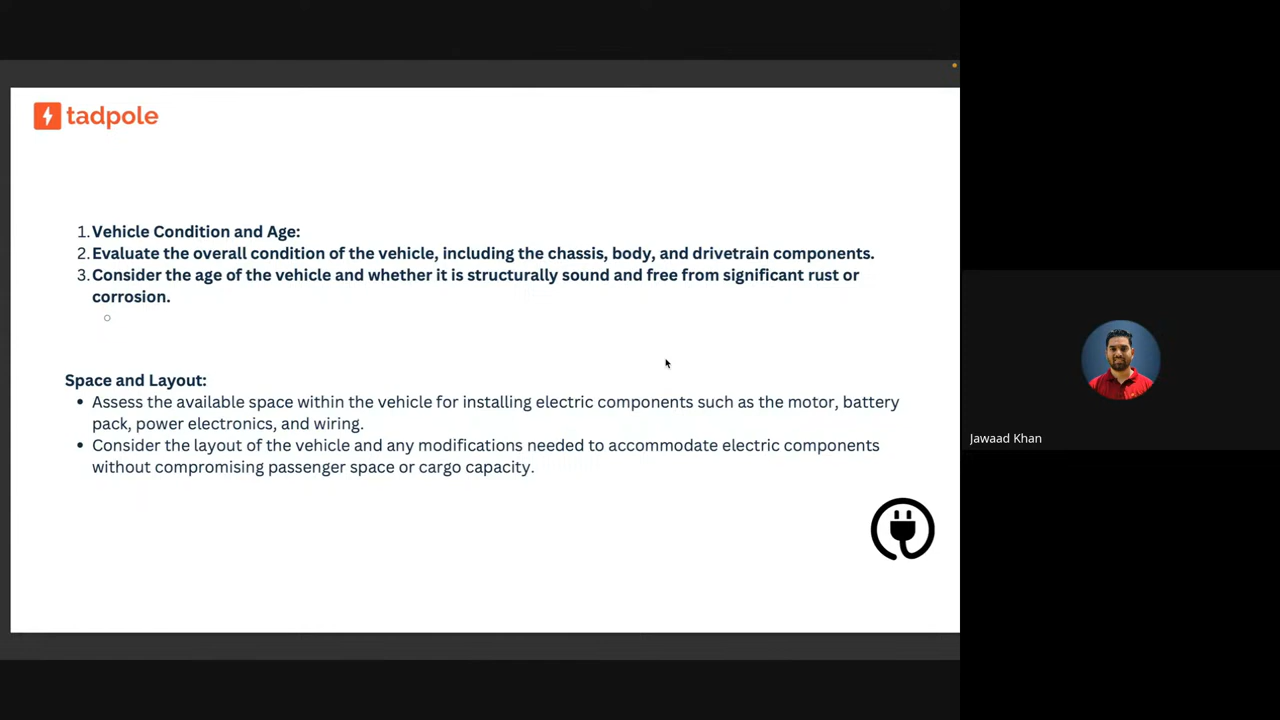 tadpole
1. Vehicle Condition and Age:
2. Evaluate the overall condition of the vehicle, including the chassis, body, and drivetrain components.
3. Consider the age of the vehicle and whether it is structurally sound and free from significant rust or
corrosion.
Space and Layout:
• Assess the available space within the vehicle for installing electric components such as the motor, battery
pack, power electronics, and wiring.
• Consider the layout of the vehicle and any modifications needed to accommodate electric components
without compromising passenger space or cargo capacity.
Jawaad Khan